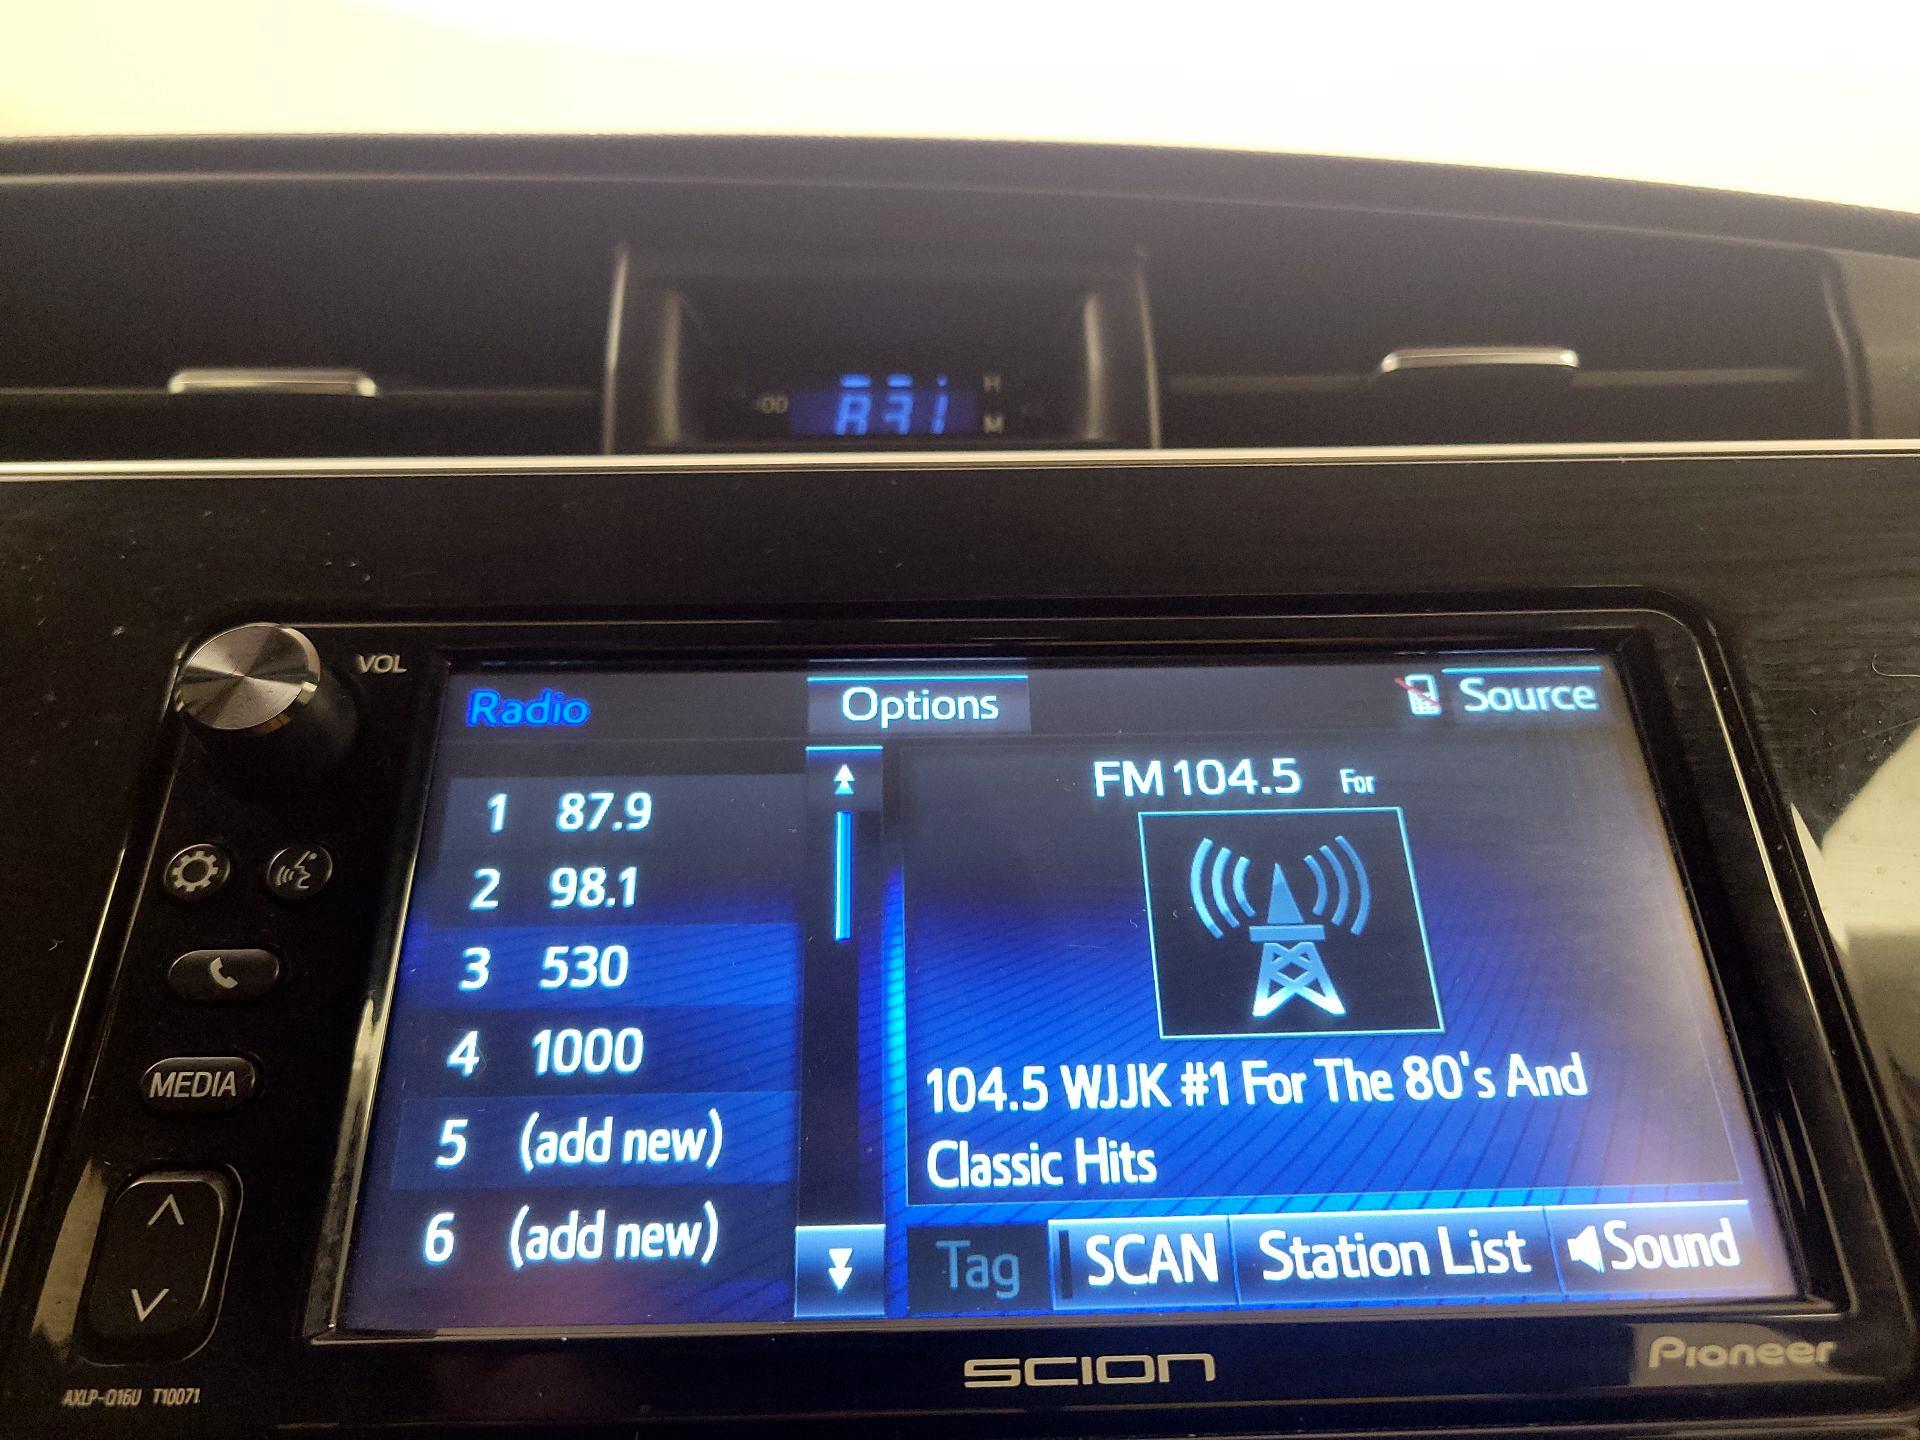 :00
H
M
VOL
Radio
Options
Source
1 87.9
2 98.1
3 530
4 1000
5 (add new)
6 (add new)
FM 104.5 For
104.5 WJJK #1 For The 80's And
Classic Hits
Tag
SCAN
Station List
Sound
MEDIA
SCION
Pioneer
AXLP-Q16U T10071